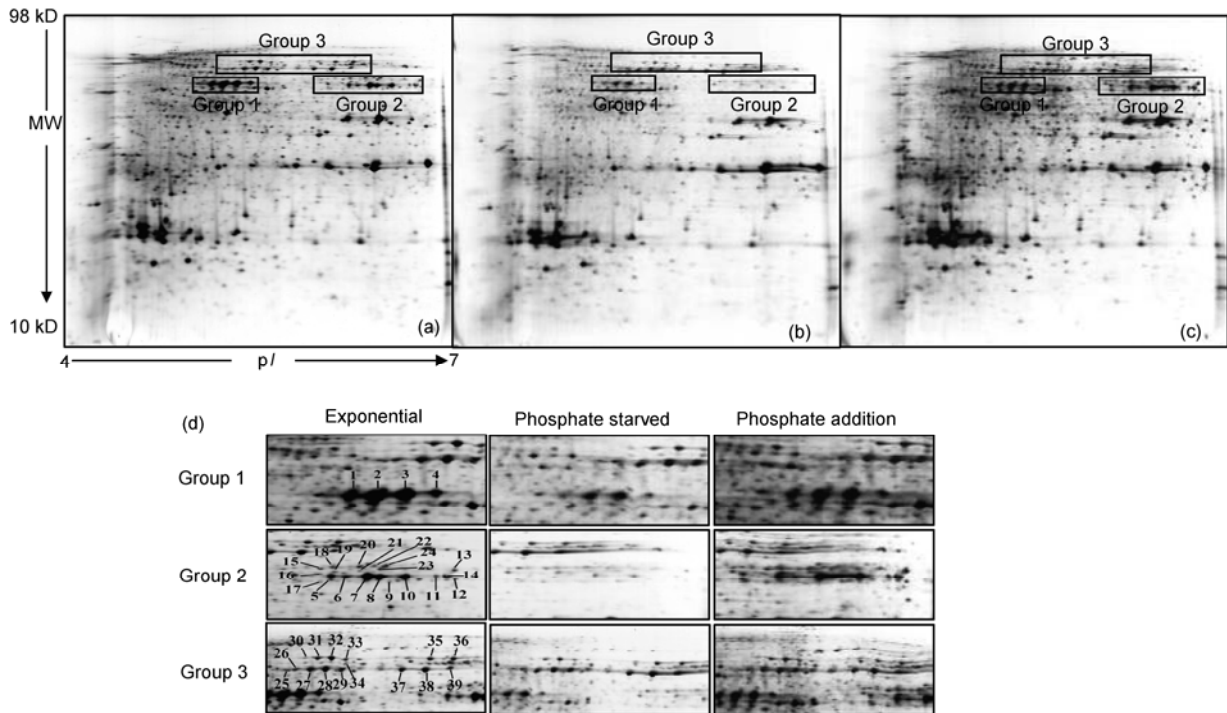 98 kD
MW
10 kD
Group 3
Group 1
Group 2
(a)
Group 3
Group 1
Group 2
(b)
Group 3
Group 1
Group 2
(c)
4
pI
7
(d)
Exponential
Phosphate starved
Phosphate addition
Group 1
1 2 3 4
Group 2
15 18 19 20 21 22 24 13
16 23 14
17 5 6 7 8 9 10 11 12
Group 3
26 30 31 32 33 35 36
25 27 28 29 34 37 38 39